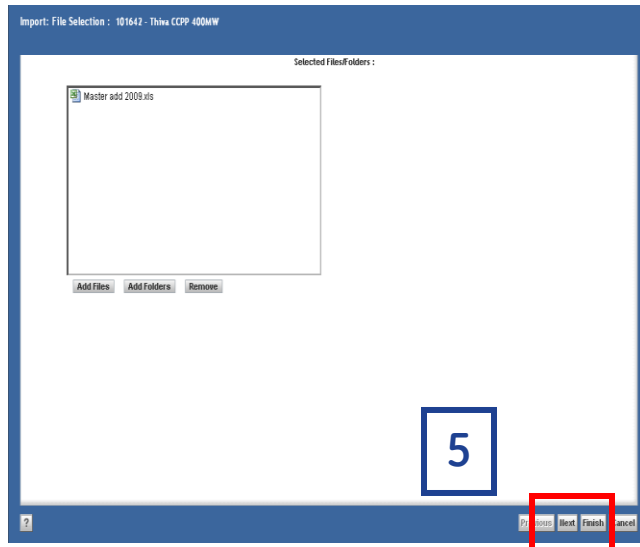 Import: File Selection : 101642 - Thiva CCPP 400MW
Selected Files/Folders :
Master add 2009.xls
Add Files Add Folders Remove
5
? Previous Next Finish Cancel